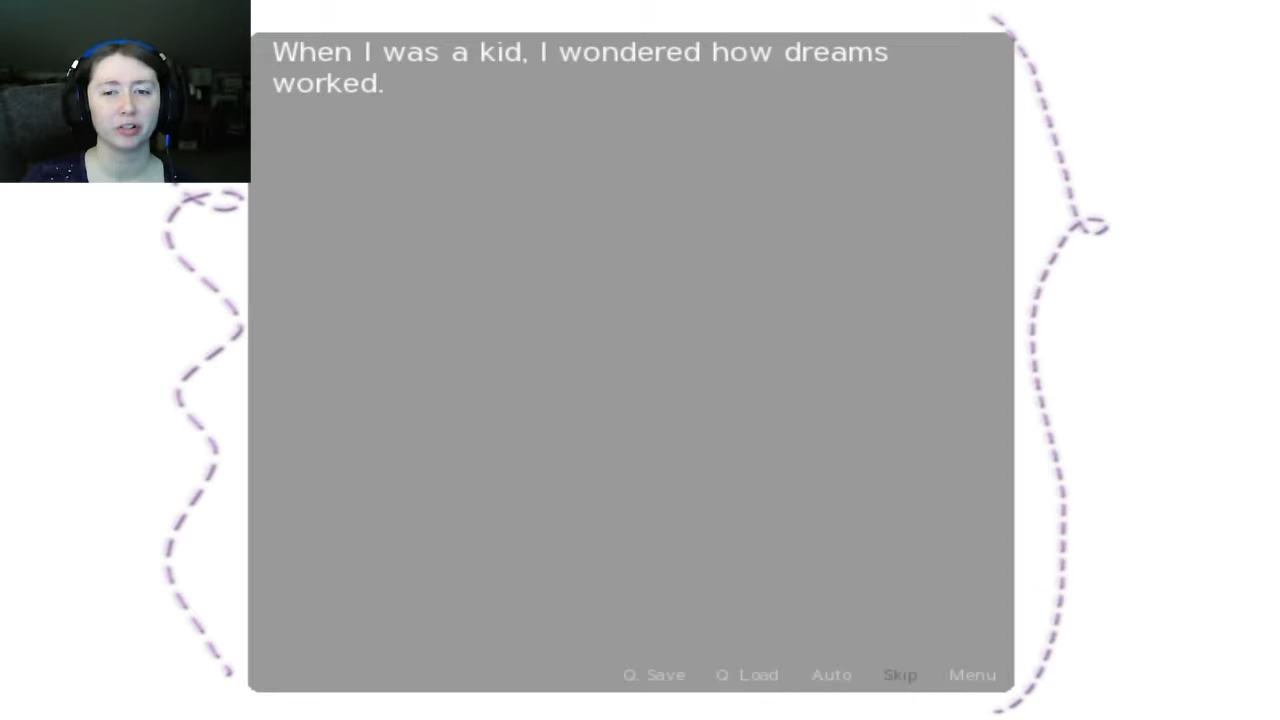 When I was a kid, I wondered how dreams
worked.
Q. Save Q. Load Auto Skip Menu